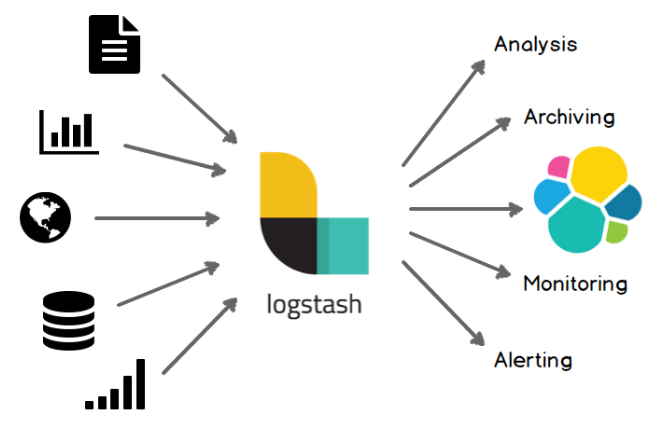 Analysis
Archiving
logstash
Monitoring
Alerting